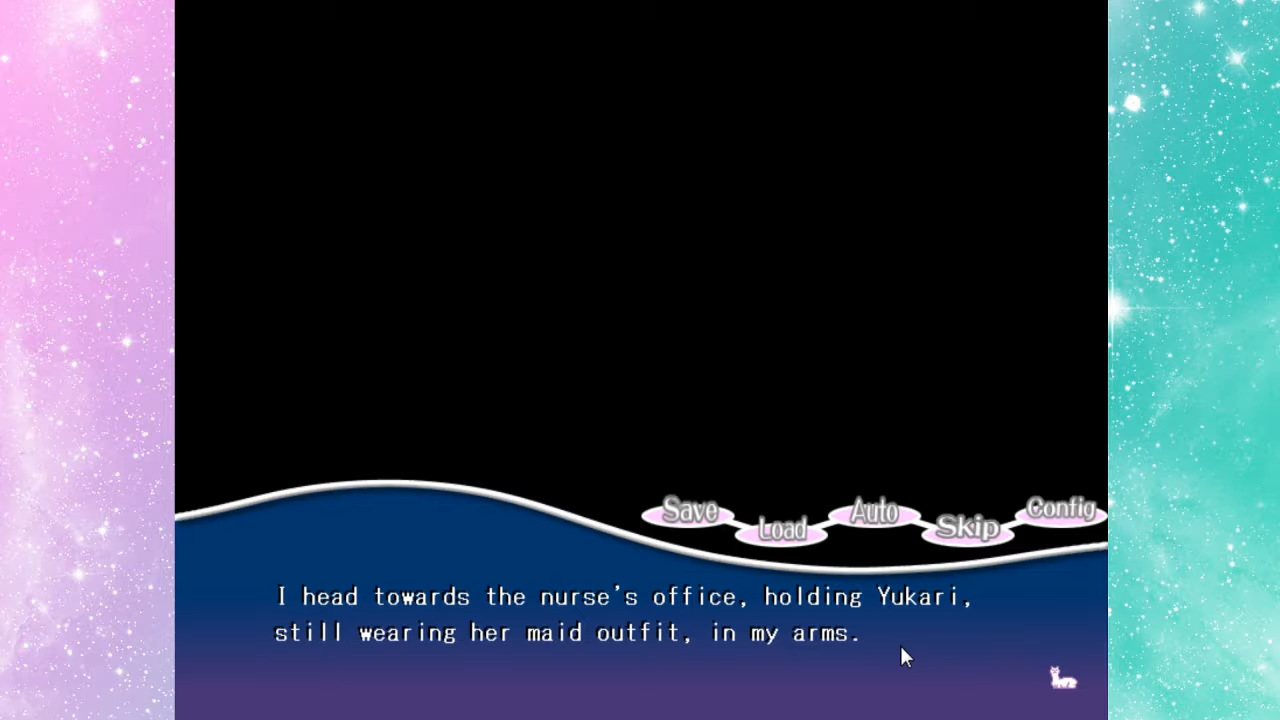 Save
Load
Auto
Skip
Config
I head towards the nurse's office, holding Yukari,
still wearing her maid outfit, in my arms.